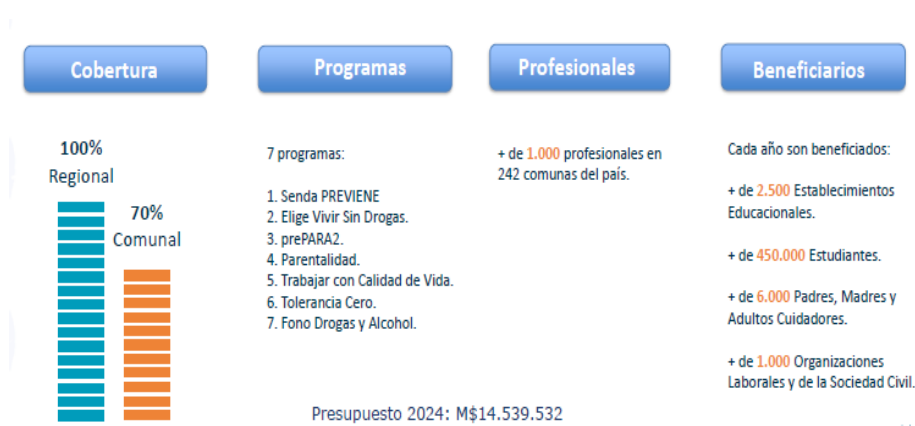 Cobertura
100%
Regional
70%
Comunal
Programas
7 programas:
1. Senda PREVIENE
2. Elige Vivir Sin Drogas.
3. prePARA2.
4. Parentalidad.
5. Trabajar con Calidad de Vida.
6. Tolerancia Cero.
7. Fono Drogas y Alcohol.
Profesionales
+ de 1.000 profesionales en
242 comunas del país.
Beneficiarios
Cada año son beneficiados:
+ de 2.500 Establecimientos
Educacionales.
+ de 450.000 Estudiantes.
+ de 6.000 Padres, Madres y
Adultos Cuidadores.
+ de 1.000 Organizaciones
Laborales y de la Sociedad Civil.
Presupuesto 2024: M$14.539.532